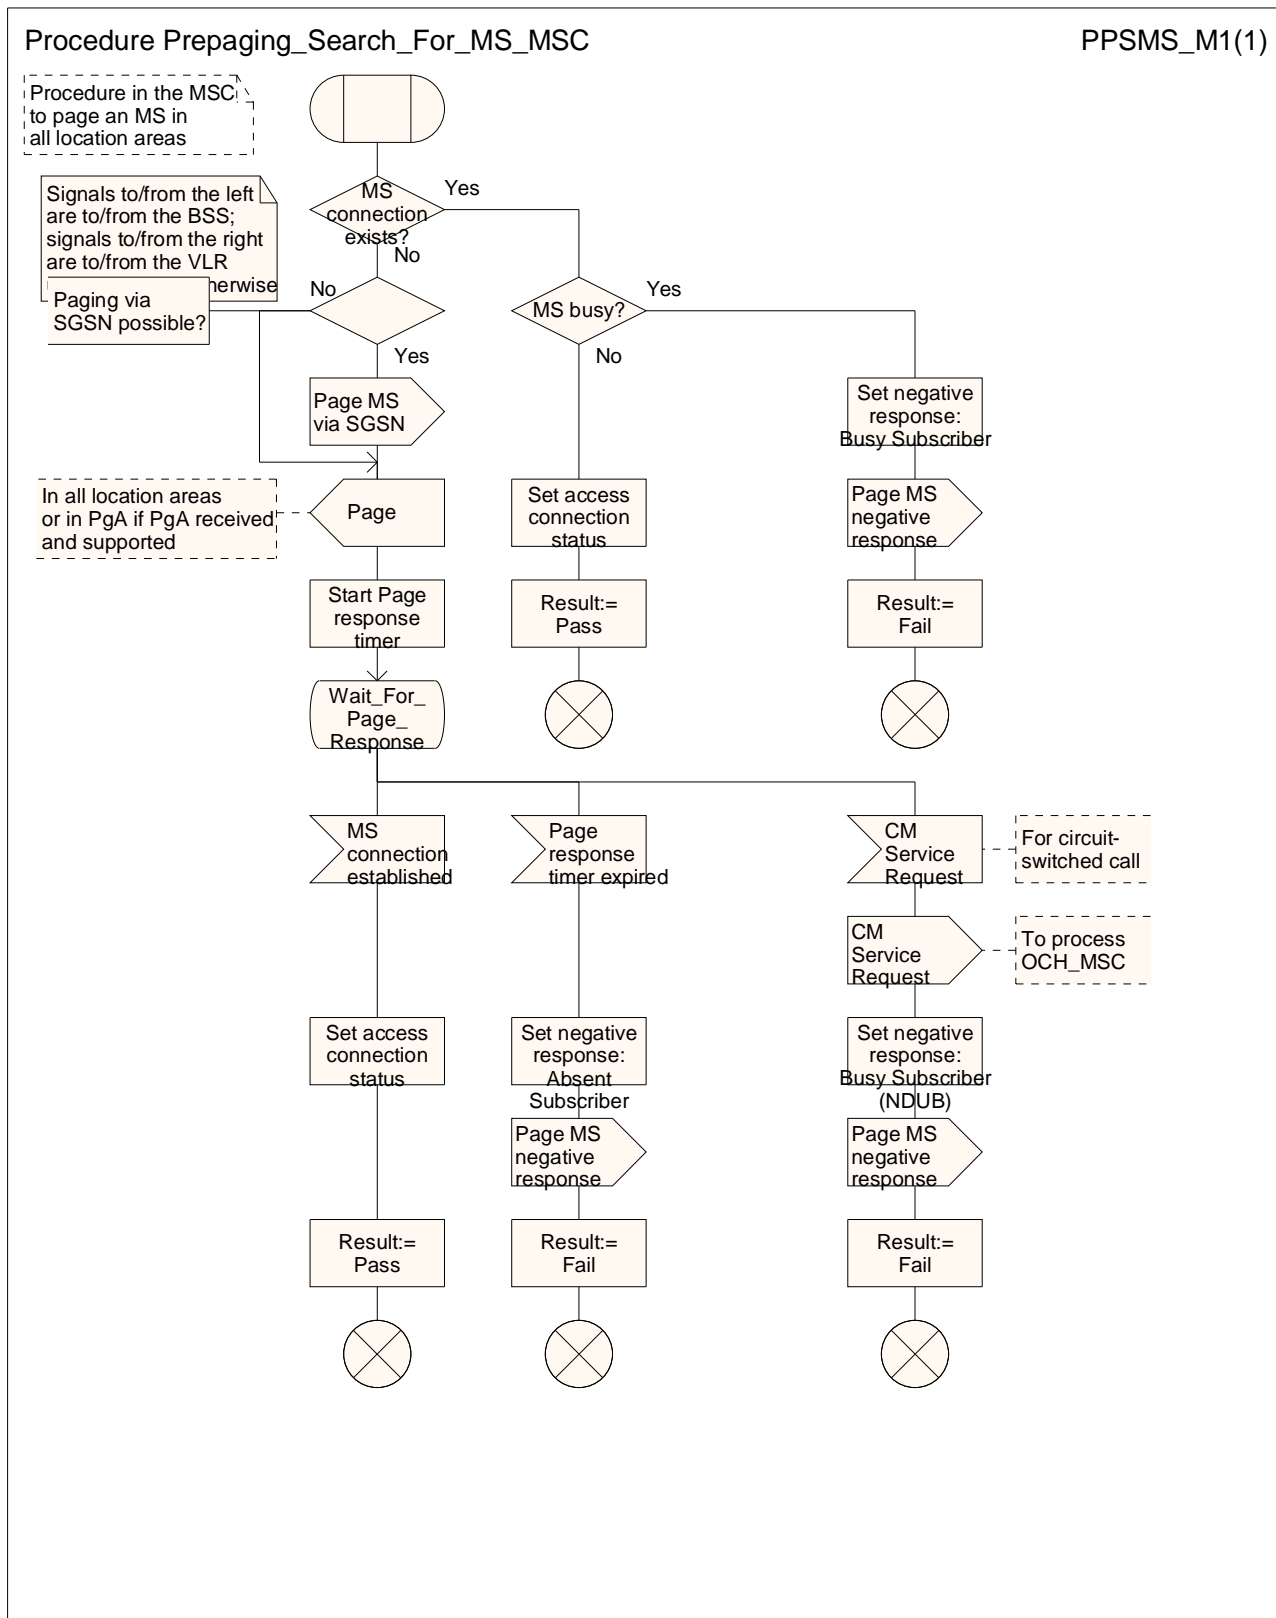 Procedure Prepaging_Search_For_MS_MSC
PPSMS_M1(1)
Procedure in the MSC
to page an MS in
all location areas
Signals to/from the left
are to/from the BSS;
signals to/from the right
are to/from the VLR
herwise
MS
connection
exists?
Yes
No
Paging via
SGSN possible?
No
Yes
MS busy?
Yes
No
Page MS
via SGSN
Set negative
response:
Busy Subscriber
In all location areas
or in PgA if PgA received
and supported
Page
Set access
connection
status
Page MS
negative
response
Start Page
response
timer
Result:=
Pass
Result:=
Fail
Wait_For_
Page_
Response
MS
connection
established
Page
response
timer expired
CM
Service
Request
For circuit-
switched call
CM
Service
Request
To process
OCH_MSC
Set access
connection
status
Set negative
response:
Absent
Subscriber
Set negative
response:
Busy Subscriber
(NDUB)
Page MS
negative
response
Page MS
negative
response
Result:=
Pass
Result:=
Fail
Result:=
Fail